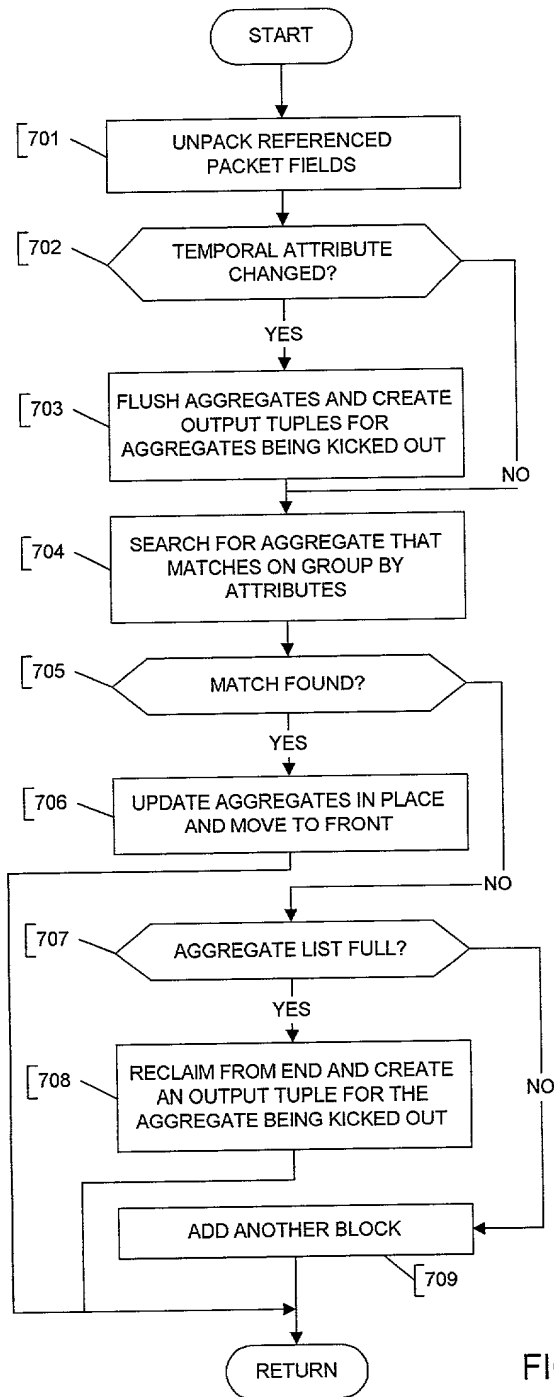 START
701
UNPACK REFERENCED
PACKET FIELDS
702
TEMPORAL ATTRIBUTE
CHANGED?
YES
703
FLUSH AGGREGATES AND CREATE
OUTPUT TUPLES FOR
AGGREGATES BEING KICKED OUT
NO
704
SEARCH FOR AGGREGATE THAT
MATCHES ON GROUP BY
ATTRIBUTES
705
MATCH FOUND?
YES
706
UPDATE AGGREGATES IN PLACE
AND MOVE TO FRONT
NO
707
AGGREGATE LIST FULL?
YES
708
RECLAIM FROM END AND CREATE
AN OUTPUT TUPLE FOR THE
AGGREGATE BEING KICKED OUT
NO
ADD ANOTHER BLOCK
709
RETURN